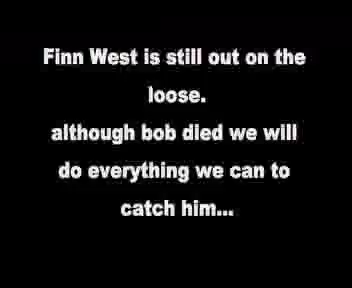 Finn West is still out on the
loose.
although bob died we will
do everything we can to
catch him...